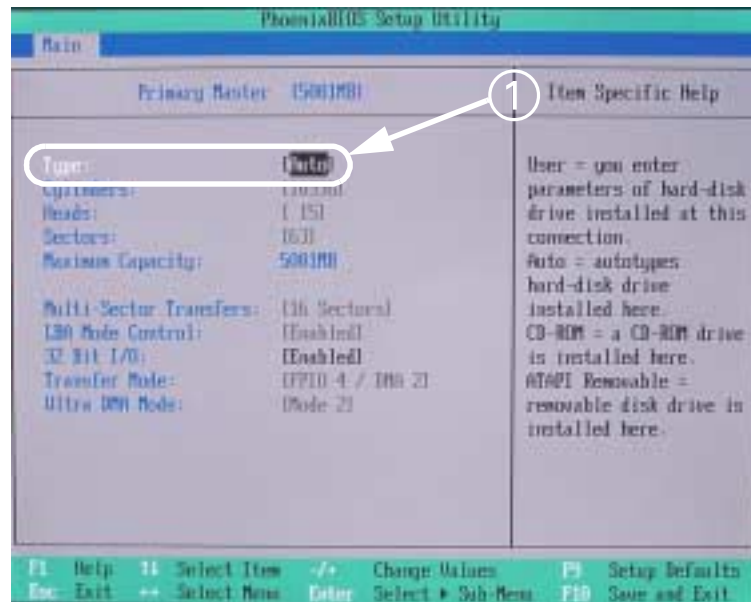 PhoenixBIOS Setup Utility
Main
Primary Master [5001MB]
1
Item Specific Help
Type: [Auto]
Cylinders:
Heads: [ 15]
Sectors: [63]
Maximum Capacity: 5001MB
Multi-Sector Transfers: [16 Sectors]
LBA Mode Control: [Enabled]
32 Bit I/O: [Enabled]
Transfer Mode: [FPIO 4 / DMA 2]
Ultra DMA Mode: [Mode 2]
User = you enter
parameters of hard-disk
drive installed at this
connection.
Auto = autotypes
hard-disk drive
installed here.
CD-ROM = a CD-ROM drive
is installed here.
ATAPI Removable =
removable disk drive is
installed here.
F1 Help ↑↓ Select Item -/+ Change Values F9 Setup Defaults
Esc Exit ↔ Select Menu Enter Select ▶ Sub-Menu F10 Save and Exit